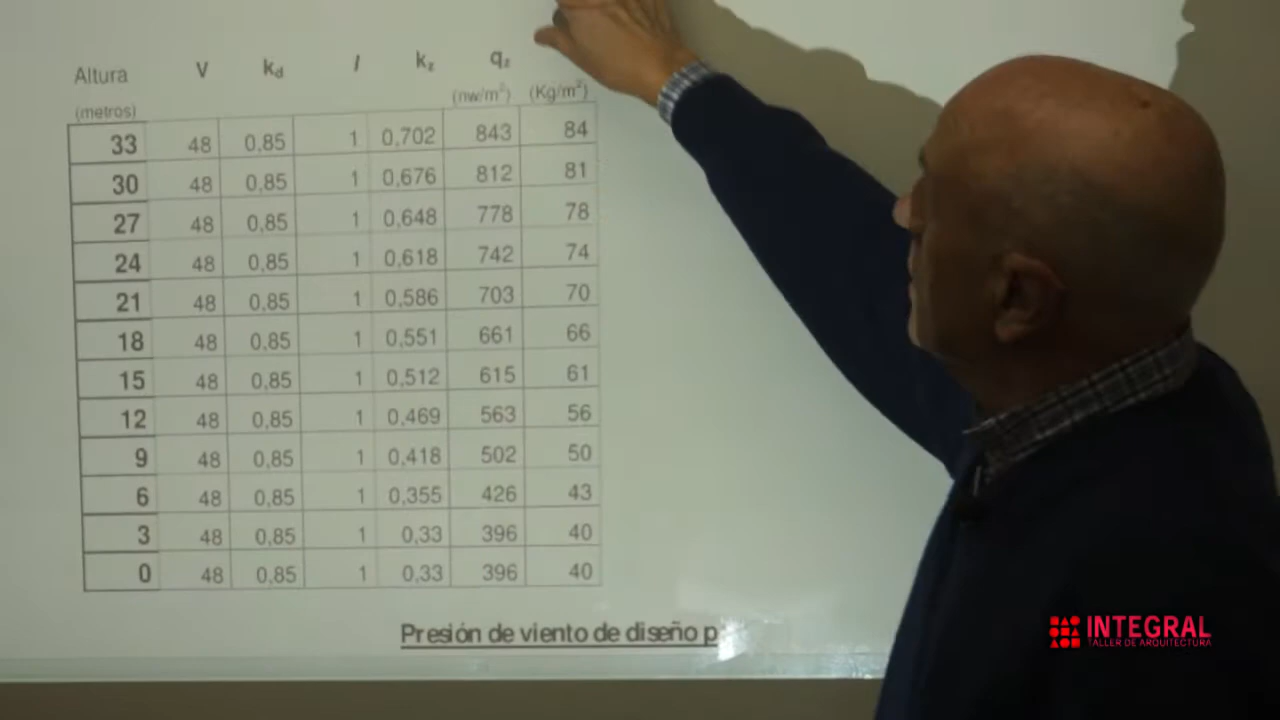 Altura V k_d I k_z q_z
(metros) (nw/m²) (Kg/m²)
33 48 0,85 1 0,702 843 84
30 48 0,85 1 0,676 812 81
27 48 0,85 1 0,648 778 78
24 48 0,85 1 0,618 742 74
21 48 0,85 1 0,586 703 70
18 48 0,85 1 0,551 661 66
15 48 0,85 1 0,512 615 61
12 48 0,85 1 0,469 563 56
9 48 0,85 1 0,418 502 50
6 48 0,85 1 0,355 426 43
3 48 0,85 1 0,33 396 40
0 48 0,85 1 0,33 396 40
Presión de viento de diseño p
INTEGRAL
TALLER DE ARQUITECTURA